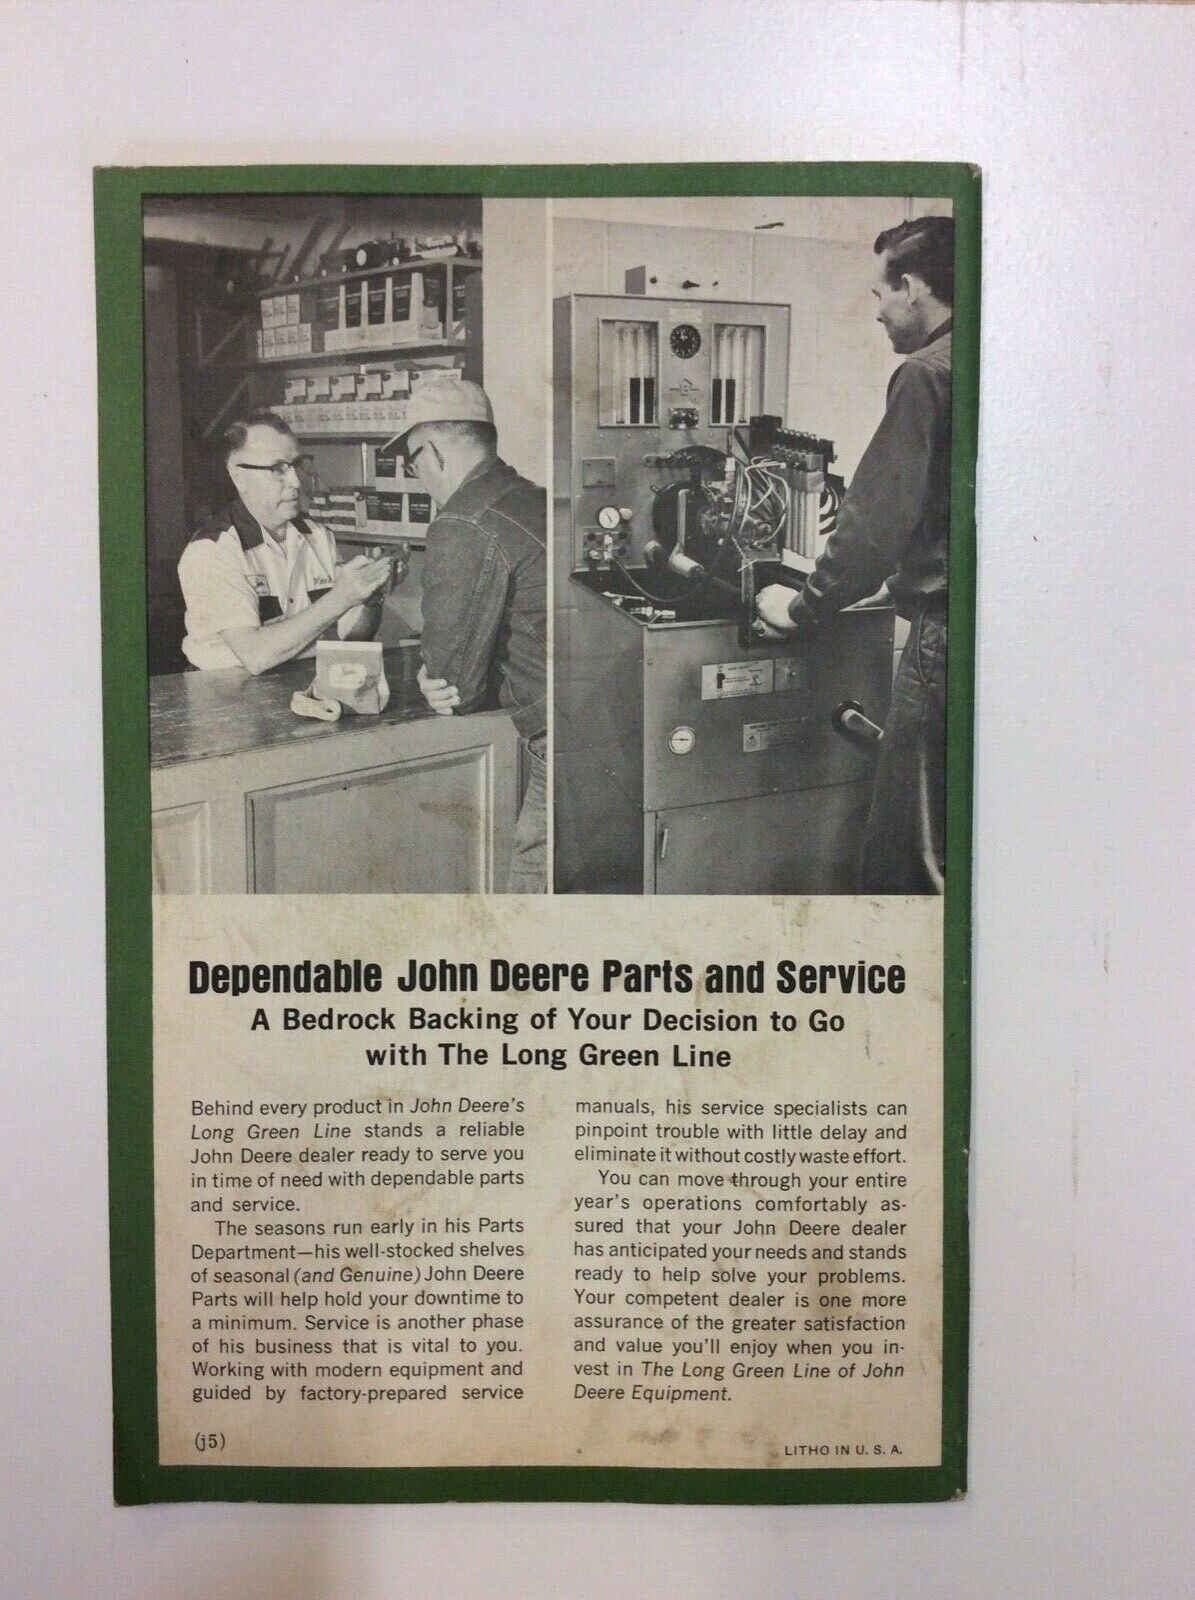 Dependable John Deere Parts and Service
A Bedrock Backing of Your Decision to Go
with The Long Green Line
Behind every product in John Deere's
Long Green Line stands a reliable
John Deere dealer ready to serve you
in time of need with dependable parts
and service.
The seasons run early in his Parts
Department—his well-stocked shelves
of seasonal (and Genuine) John Deere
Parts will help hold your downtime to
a minimum. Service is another phase
of his business that is vital to you.
Working with modern equipment and
guided by factory-prepared service
manuals, his service specialists can
pinpoint trouble with little delay and
eliminate it without costly waste effort.
You can move through your entire
year's operations comfortably as-
sured that your John Deere dealer
has anticipated your needs and stands
ready to help solve your problems.
Your competent dealer is one more
assurance of the greater satisfaction
and value you'll enjoy when you in-
vest in The Long Green Line of John
Deere Equipment.
(j5)
LITHO IN U. S. A.